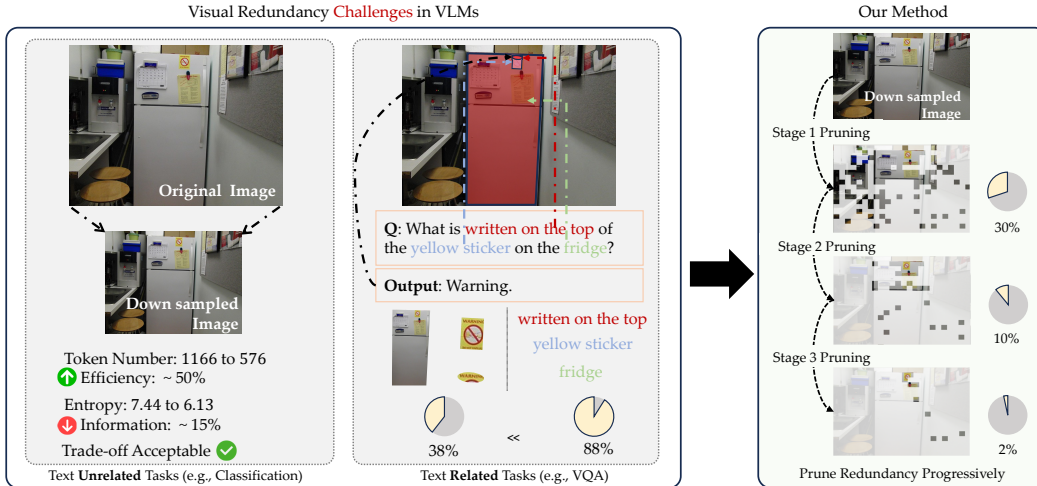 Visual Redundancy Challenges in VLMs
Original Image
Down sampled
Image
Token Number: 1166 to 576
Efficiency: ~ 50%
Entropy: 7.44 to 6.13
Information: ~ 15%
Trade-off Acceptable
Text Unrelated Tasks (e.g., Classification)
Q: What is written on the top of
the yellow sticker on the fridge?
Output: Warning.
WARNING
written on the top
yellow sticker
fridge
38%
<<
88%
Text Related Tasks (e.g., VQA)
Our Method
Down sampled
Image
Stage 1 Pruning
30%
Stage 2 Pruning
10%
Stage 3 Pruning
2%
Prune Redundancy Progressively